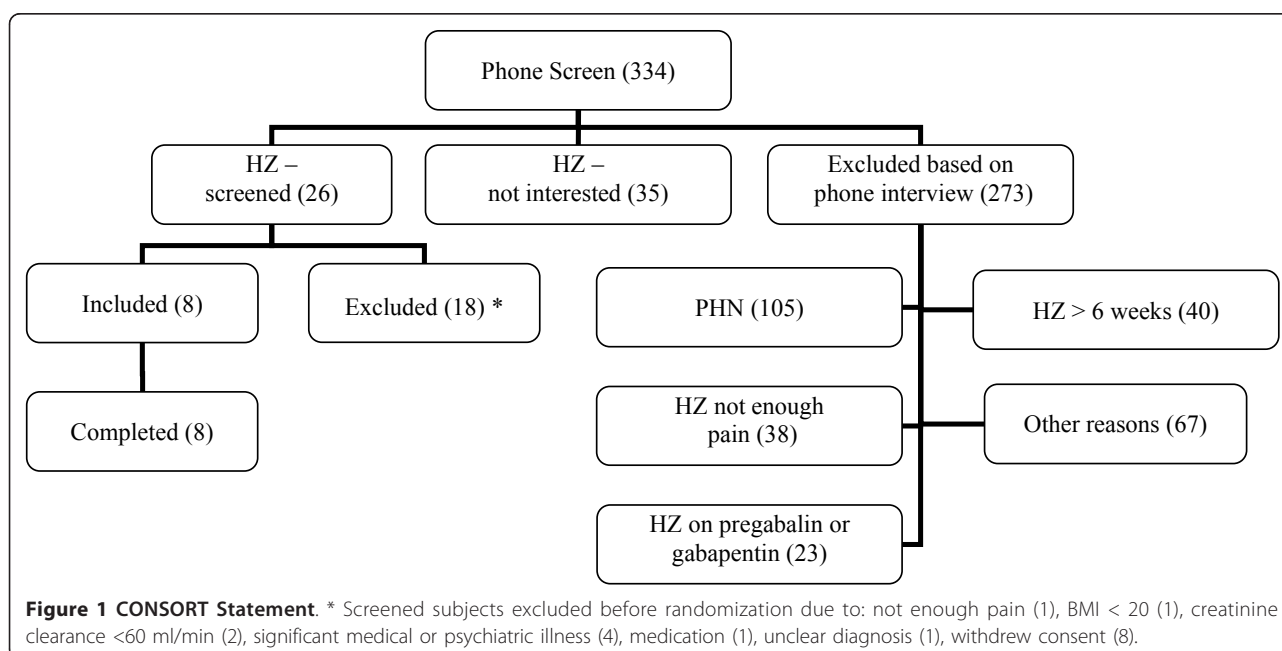 Phone Screen (334)
HZ –
screened (26)
HZ –
not interested (35)
Excluded based on
phone interview (273)
Included (8)
Excluded (18) *
PHN (105)
HZ > 6 weeks (40)
Completed (8)
HZ not enough
pain (38)
Other reasons (67)
HZ on pregabalin or
gabapentin (23)
Figure 1 CONSORT Statement. * Screened subjects excluded before randomization due to: not enough pain (1), BMI < 20 (1), creatinine
clearance <60 ml/min (2), significant medical or psychiatric illness (4), medication (1), unclear diagnosis (1), withdrew consent (8).